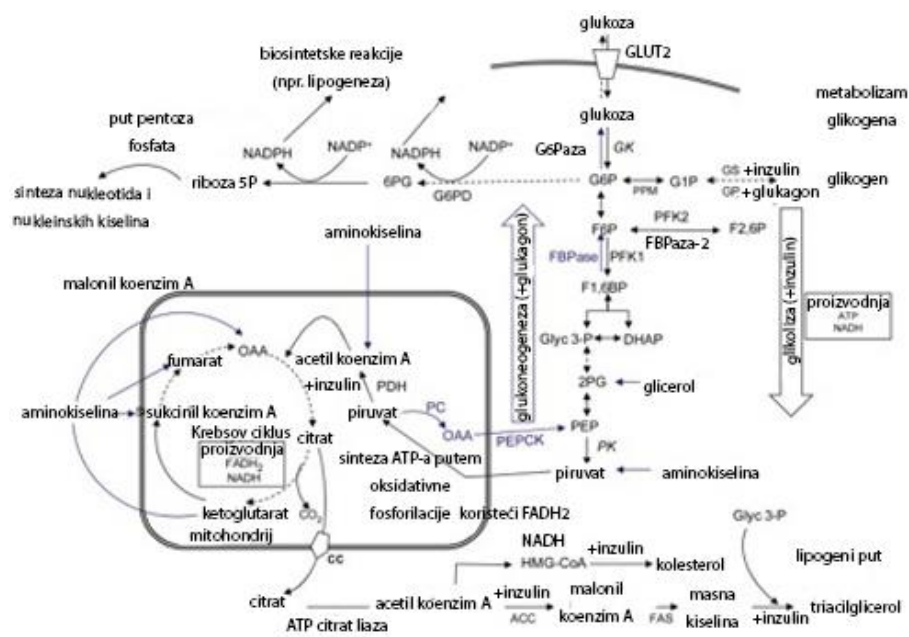 glukoza
GLUT2
biosintetske reakcije
(npr. lipogeneza)
metabolizam
glikogena
put pentoza
fosfata
glukoza
G6Paza
GK
NADPH
NADP+
NADPH
NADP+
sinteza nukleotida i
nukleinskih kiselina
riboza 5P
6PG
G6PD
G6P
PPM
G1P
GS +inzulin
GP +glukagon
glikogen
aminokiselina
F6P
PFK2
FBPaza-2
F2,6P
FBPase
PFK1
F1,6BP
glukoneogeneza (+glukagon)
glikoliza (+inzulin)
proizvodnja
ATP
NADH
malonil koenzim A
Glyc 3-P
DHAP
fumarat
OAA
acetil koenzim A
+inzulin
PDH
2PG
glicerol
aminokiselina
sukcinil koenzim A
piruvat
PC
OAA
PEPCK
PEP
PK
Krebsov ciklus
proizvodnja
FADH2
NADH
citrat
sinteza ATP-a putem
oksidativne
fosforilacije koristeći FADH2
piruvat
aminokiselina
ketoglutarat
CO2
mitohondrij
cc
Glyc 3-P
NADH
HMG-CoA
+inzulin
kolesterol
lipogeni put
citrat
ATP citrat liaza
acetil koenzim A
+inzulin
ACC
malonil
koenzim A
FAS
masna
kiselina
+inzulin
triacilglicerol